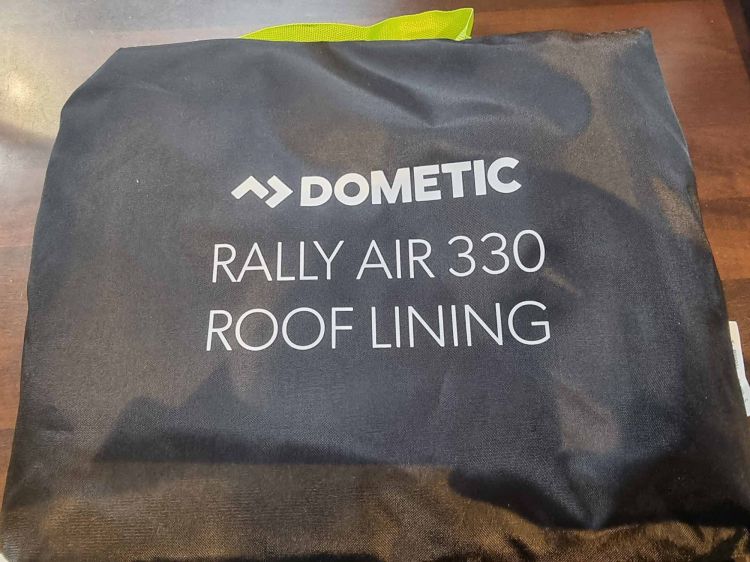 DOMETIC
RALLY AIR 330
ROOF LINING